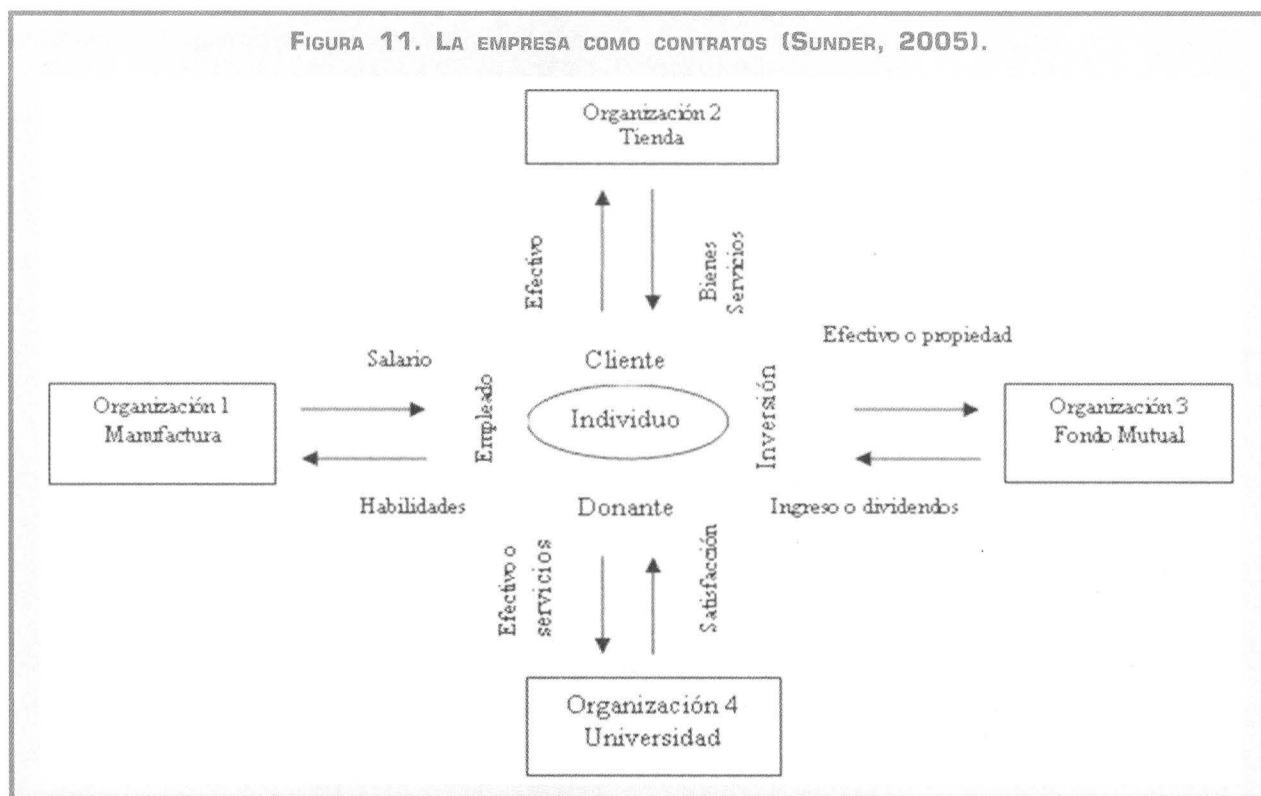 FIGURA 11. LA EMPRESA COMO CONTRATOS (SUNDER, 2005).
Organización 2
Tienda
Efectivo
Bienes
Servicios
Efectivo o propiedad
Salario
Cliente
Organización 1
Manufactura
Empleado
Individuo
Inversión
Organización 3
Fondo Mutual
Habilidades
Donante
Ingreso o dividendos
Efectivo o
servicios
Satisfacción
Organización 4
Universidad